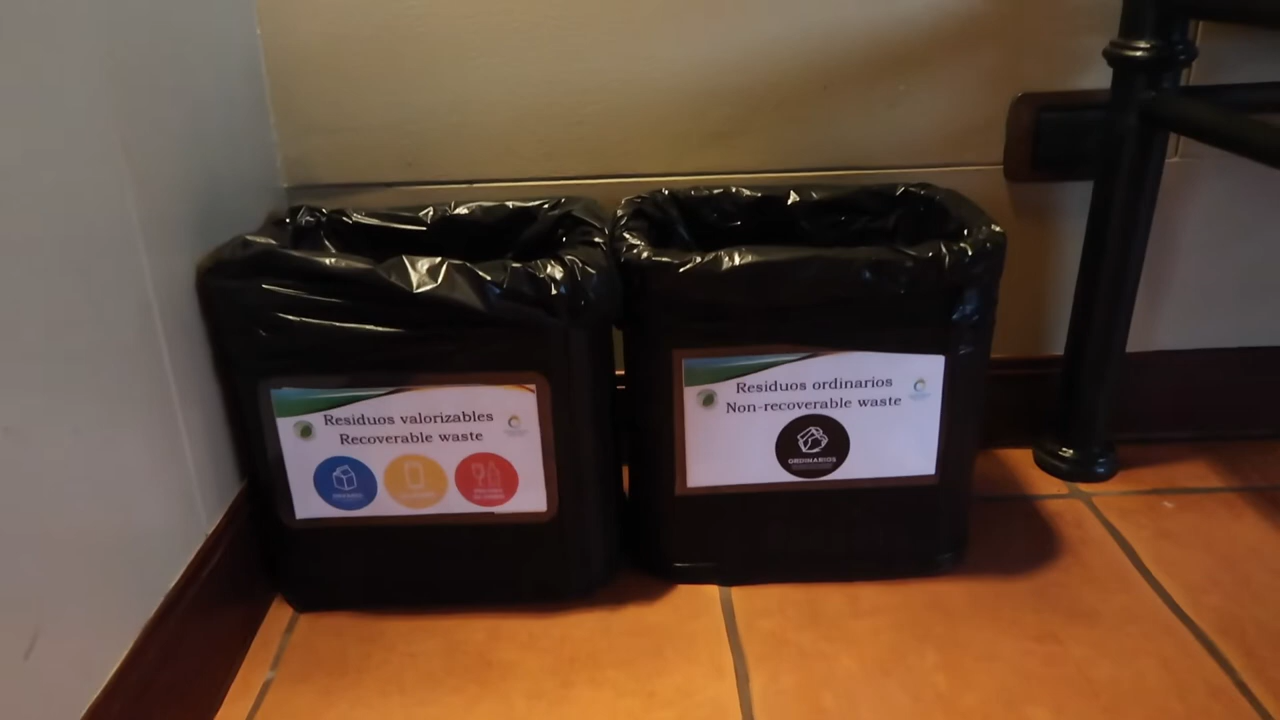 Residuos valorizables
Recoverable waste
Residuos ordinarios
Non-recoverable waste
ORDINARIOS